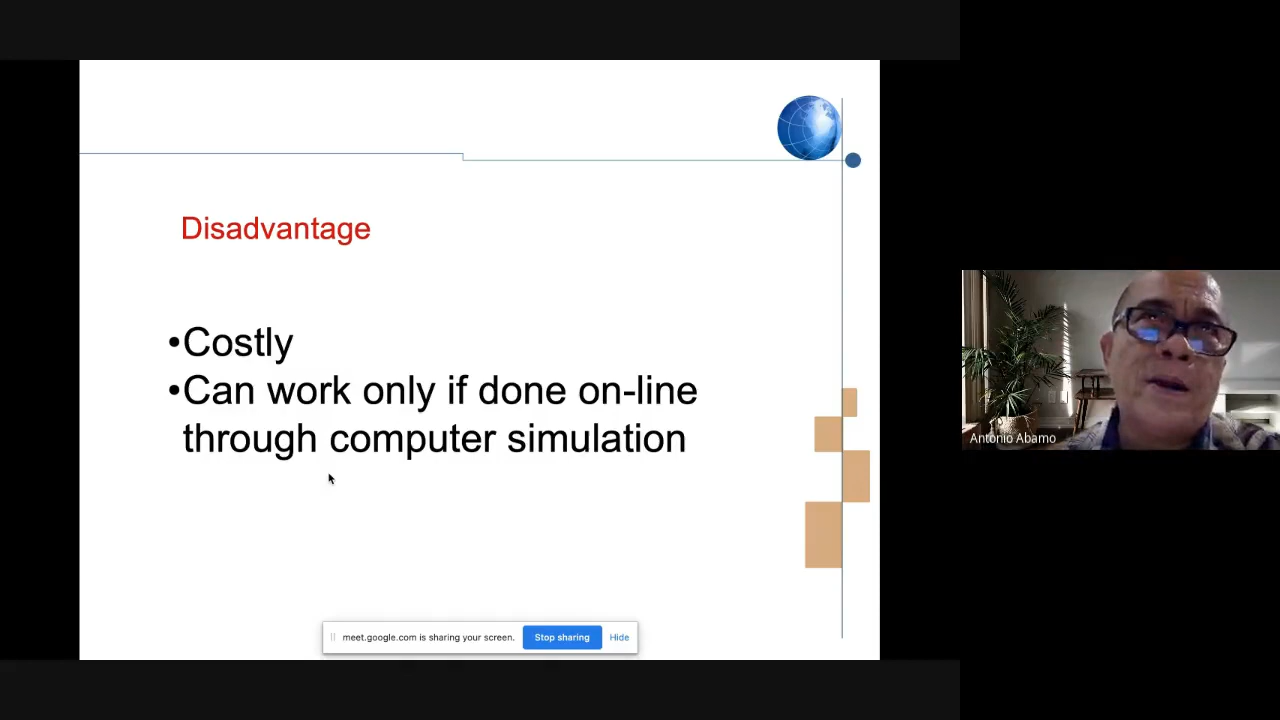 Disadvantage
•Costly
•Can work only if done on-line
through computer simulation
Antonio Abamo
meet.google.com is sharing your screen.
Stop sharing
Hide